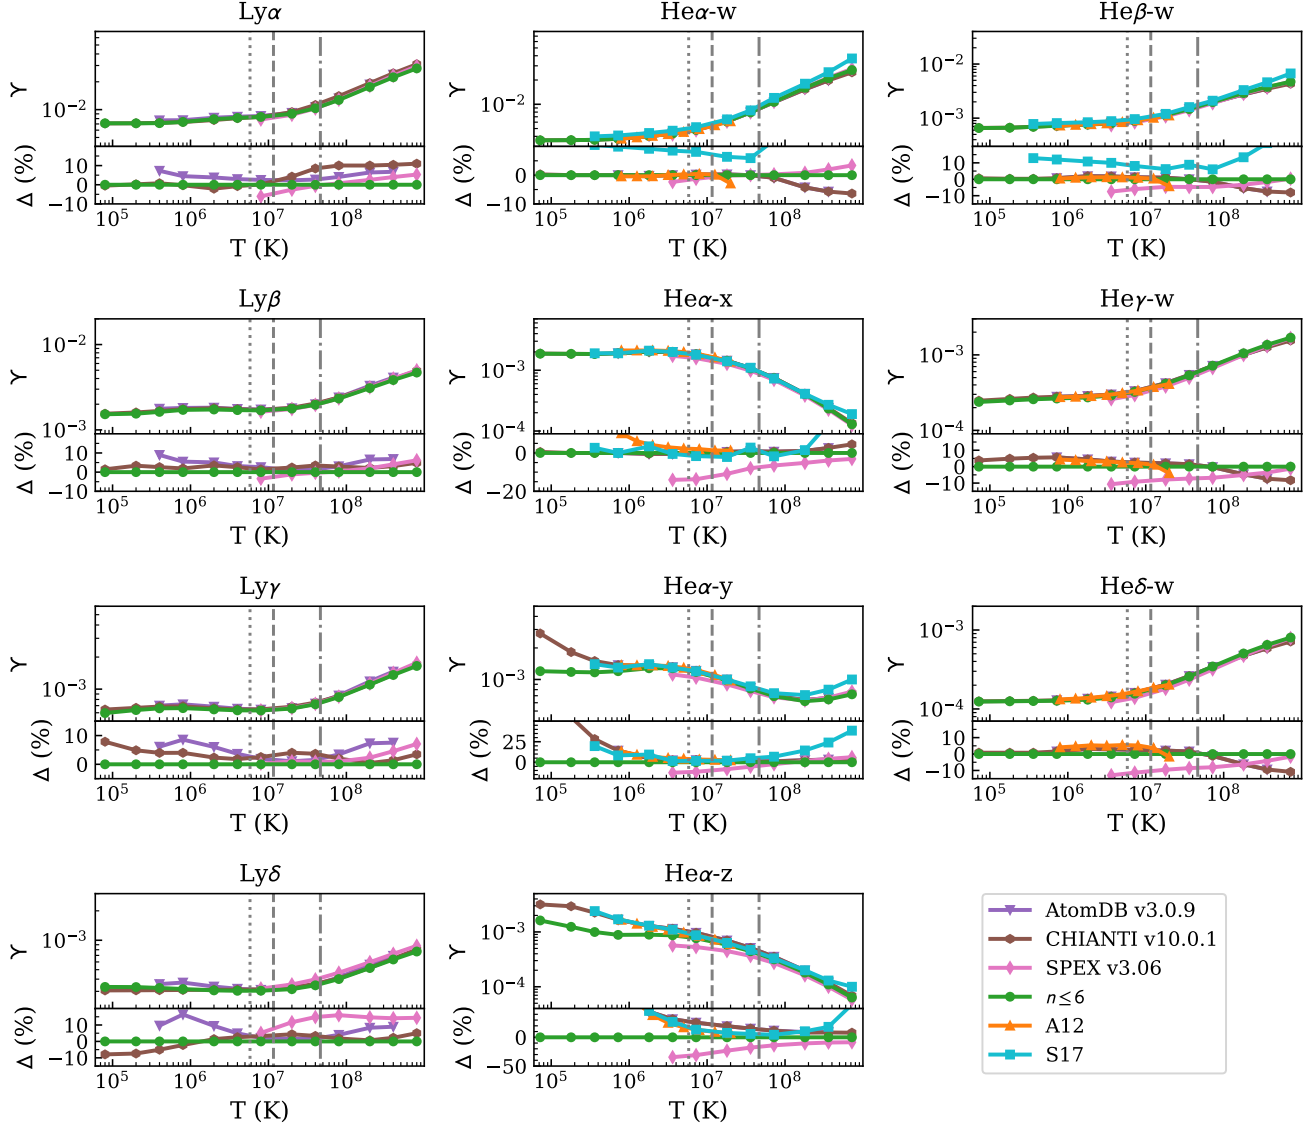 Lyα
Heα-w
Heβ-w
ϒ
10⁻²
ϒ
10⁻²
ϒ
10⁻²
10⁻³
Δ (%)
10
0
−10
Δ (%)
0
−10
Δ (%)
10
0
−10
10⁵ 10⁶ 10⁷ 10⁸
10⁵ 10⁶ 10⁷ 10⁸
10⁵ 10⁶ 10⁷ 10⁸
T (K)
T (K)
T (K)
Lyβ
Heα-x
Heγ-w
ϒ
10⁻²
10⁻³
ϒ
10⁻³
10⁻⁴
ϒ
10⁻³
10⁻⁴
Δ (%)
10
0
−10
Δ (%)
0
−20
Δ (%)
10
0
−10
10⁵ 10⁶ 10⁷ 10⁸
10⁵ 10⁶ 10⁷ 10⁸
10⁵ 10⁶ 10⁷ 10⁸
T (K)
T (K)
T (K)
Lyγ
Heα-y
Heδ-w
ϒ
10⁻³
ϒ
10⁻³
ϒ
10⁻³
10⁻⁴
Δ (%)
10
0
Δ (%)
25
0
Δ (%)
10
0
−10
10⁵ 10⁶ 10⁷ 10⁸
10⁵ 10⁶ 10⁷ 10⁸
10⁵ 10⁶ 10⁷ 10⁸
T (K)
T (K)
T (K)
Lyδ
Heα-z
ϒ
10⁻³
ϒ
10⁻³
10⁻⁴
Δ (%)
10
0
−10
Δ (%)
0
−50
10⁵ 10⁶ 10⁷ 10⁸
10⁵ 10⁶ 10⁷ 10⁸
T (K)
T (K)
AtomDB v3.0.9
CHIANTI v10.0.1
SPEX v3.06
n≤6
A12
S17